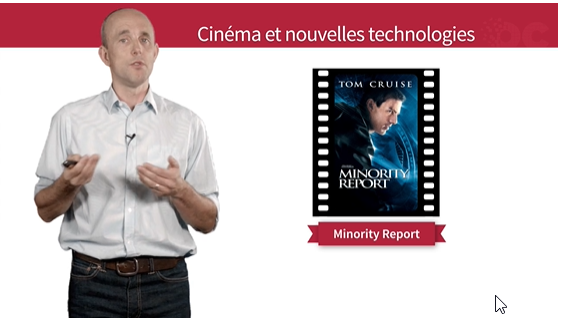 Cinéma et nouvelles technologies
TOM CRUISE
MINORITY
REPORT
Minority Report